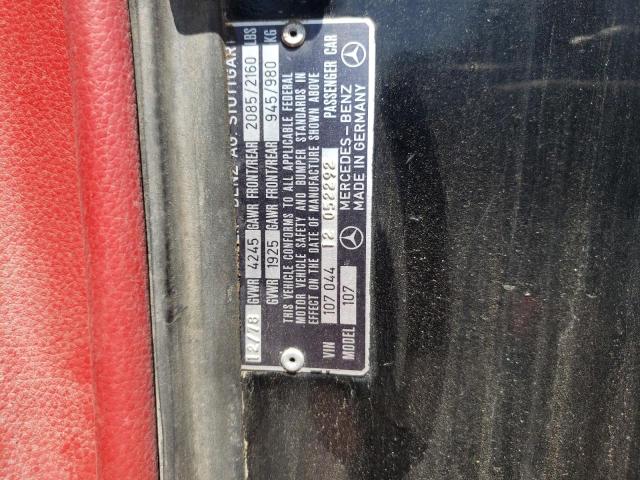 BENZ AG STUTTGART
12/78 GVWR 4245 GAWR FRONT/REAR 2085/2160 LBS
GVWR 1925 GAWR FRONT/REAR 945/980 KG
THIS VEHICLE CONFORMS TO ALL APPLICABLE FEDERAL
MOTOR VEHICLE SAFETY AND BUMPER STANDARDS IN
EFFECT ON THE DATE OF MANUFACTURE SHOWN ABOVE
VIN 107 044 12 052292 PASSENGER CAR
MODEL 107 MERCEDES-BENZ
MADE IN GERMANY